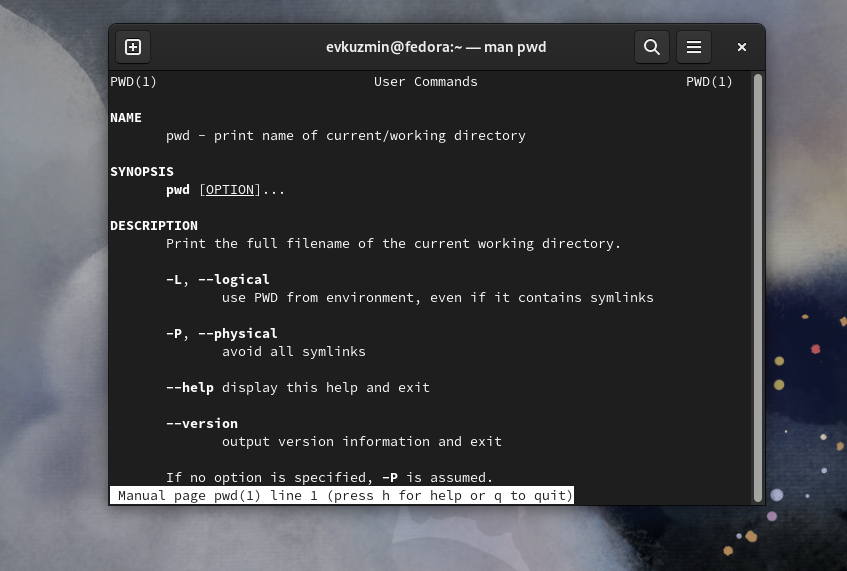 evkuzmin@fedora:~ — man pwd
PWD(1) User Commands PWD(1)
NAME
pwd - print name of current/working directory
SYNOPSIS
pwd [OPTION]...
DESCRIPTION
Print the full filename of the current working directory.
-L, --logical
use PWD from environment, even if it contains symlinks
-P, --physical
avoid all symlinks
--help display this help and exit
--version
output version information and exit
If no option is specified, -P is assumed.
Manual page pwd(1) line 1 (press h for help or q to quit)